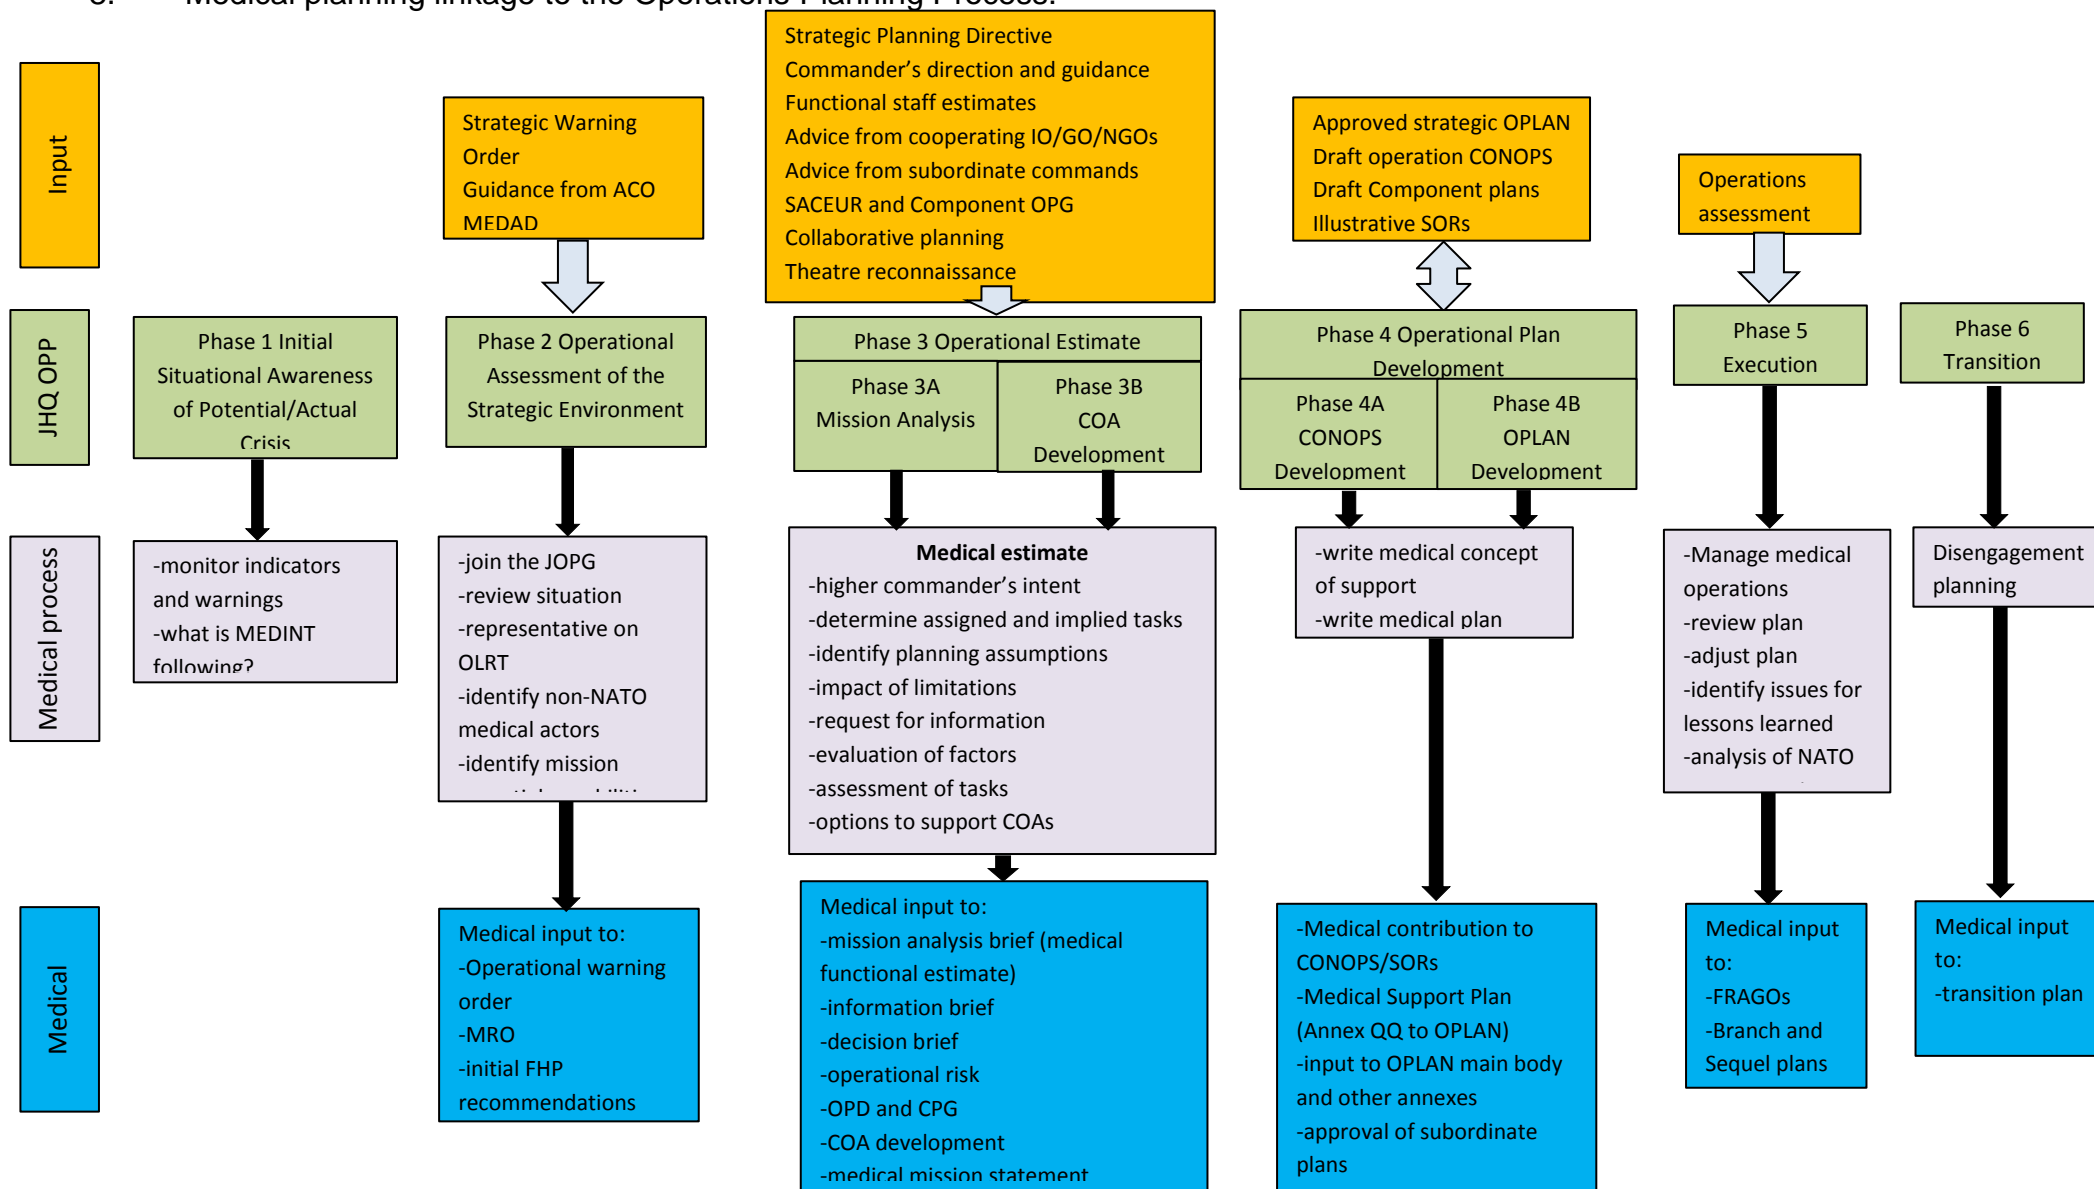 Medical planning linkage to the Operations Planning Process.
Input
Strategic Warning
Order
Guidance from ACO
MEDAD
Strategic Planning Directive
Commander’s direction and guidance
Functional staff estimates
Advice from cooperating IO/GO/NGOs
Advice from subordinate commands
SACEUR and Component OPG
Collaborative planning
Theatre reconnaissance
Approved strategic OPLAN
Draft operation CONOPS
Draft Component plans
Illustrative SORs
Operations
assessment
JHQ OPP
Phase 1 Initial
Situational Awareness
of Potential/Actual
Crisis
Phase 2 Operational
Assessment of the
Strategic Environment
Phase 3 Operational Estimate
Phase 3A
Mission Analysis
Phase 3B
COA
Development
Phase 4 Operational Plan
Development
Phase 4A
CONOPS
Development
Phase 4B
OPLAN
Development
Phase 5
Execution
Phase 6
Transition
Medical process
-monitor indicators
and warnings
-what is MEDINT
following?
-join the JOPG
-review situation
-representative on
OLRT
-identify non-NATO
medical actors
-identify mission
Medical estimate
-higher commander’s intent
-determine assigned and implied tasks
-identify planning assumptions
-impact of limitations
-request for information
-evaluation of factors
-assessment of tasks
-options to support COAs
-write medical concept
of support
-write medical plan
-Manage medical
operations
-review plan
-adjust plan
-identify issues for
lessons learned
-analysis of NATO
Disengagement
planning
Medical
Medical input to:
-Operational warning
order
-MRO
-initial FHP
recommendations
Medical input to:
-mission analysis brief (medical
functional estimate)
-information brief
-decision brief
-operational risk
-OPD and CPG
-COA development
-medical mission statement
-Medical contribution to
CONOPS/SORs
-Medical Support Plan
(Annex QQ to OPLAN)
-input to OPLAN main body
and other annexes
-approval of subordinate
plans
Medical input
to:
-FRAGOs
-Branch and
Sequel plans
Medical input
to:
-transition plan